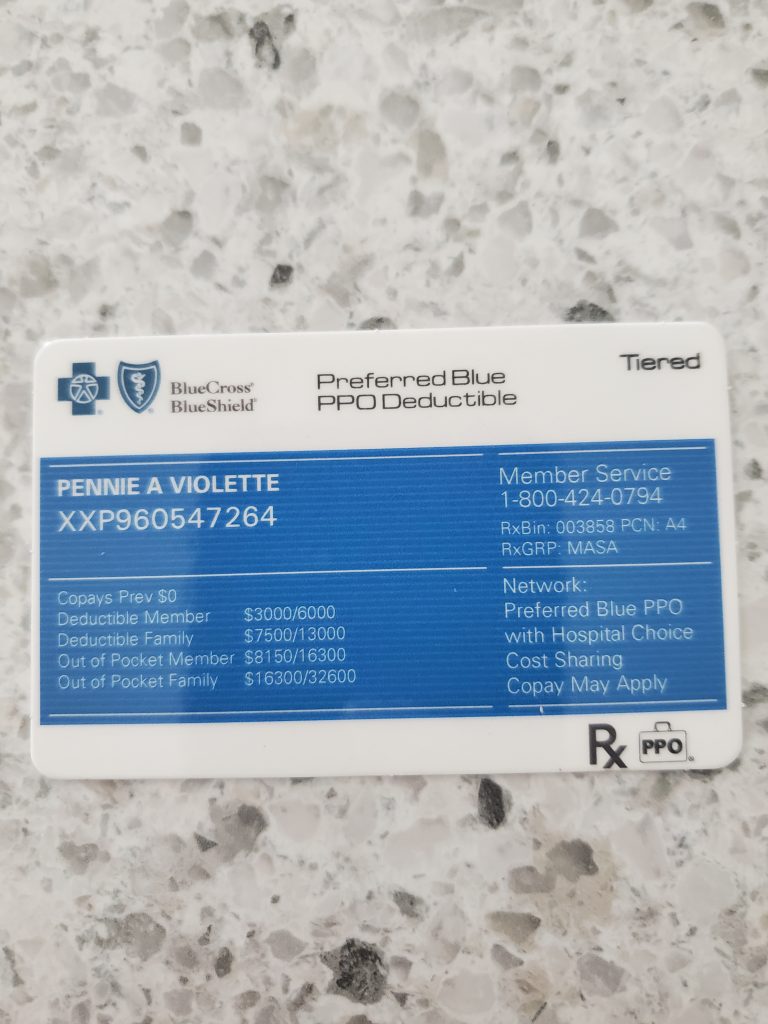 BlueCross®
BlueShield®
Preferred Blue
PPO Deductible
Tiered
PENNIE A VIOLETTE
XXP960547264
Member Service
1-800-424-0794
RxBin: 003858 PCN: A4
RxGRP: MASA
Copays Prev $0
Deductible Member $3000/6000
Deductible Family $7500/13000
Out of Pocket Member $8150/16300
Out of Pocket Family $16300/32600
Network:
Preferred Blue PPO
with Hospital Choice
Cost Sharing
Copay May Apply
Rx PPO®